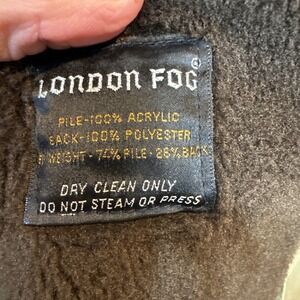 LONDON FOG®
PILE-100% ACRYLIC
BACK-100% POLYESTER
WEIGHT-74% PILE-26% BACK
DRY CLEAN ONLY
DO NOT STEAM OR PRESS